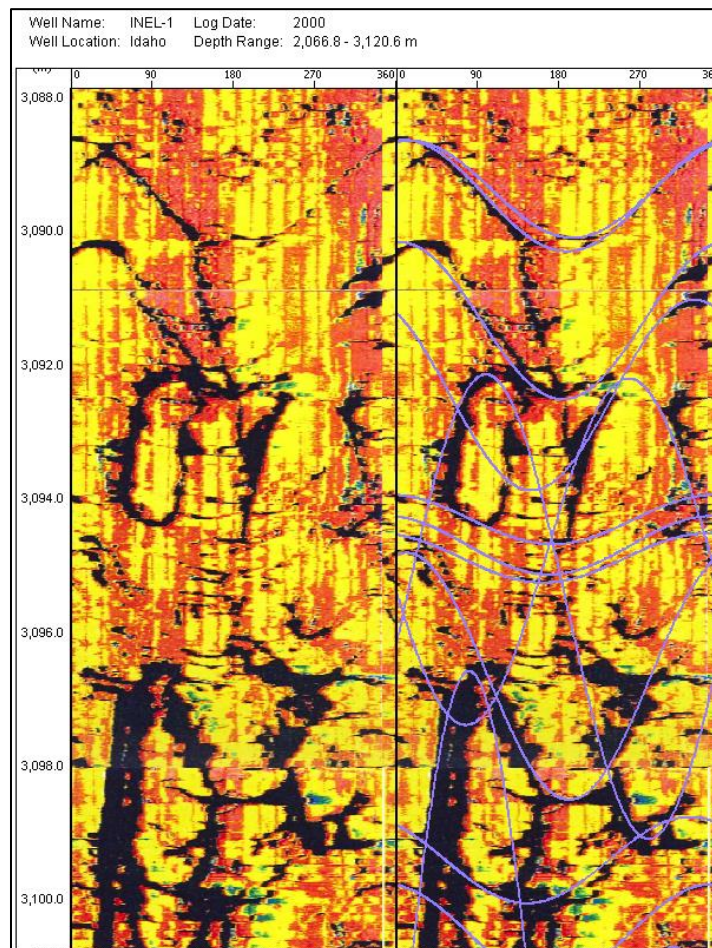 Well Name: INEL-1 Log Date: 2000
Well Location: Idaho Depth Range: 2,066.8 - 3,120.6 m
0 90 180 270 360 0 90 180 270
3,088.0
3,090.0
3,092.0
3,094.0
3,096.0
3,098.0
3,100.0